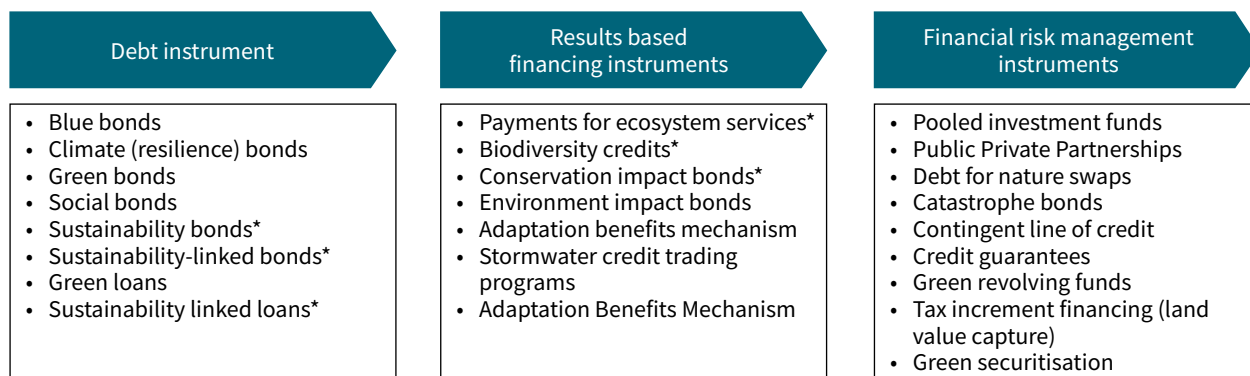 Debt instrument
• Blue bonds
• Climate (resilience) bonds
• Green bonds
• Social bonds
• Sustainability bonds*
• Sustainability-linked bonds*
• Green loans
• Sustainability linked loans*
Results based
financing instruments
• Payments for ecosystem services*
• Biodiversity credits*
• Conservation impact bonds*
• Environment impact bonds
• Adaptation benefits mechanism
• Stormwater credit trading
programs
• Adaptation Benefits Mechanism
Financial risk management
instruments
• Pooled investment funds
• Public Private Partnerships
• Debt for nature swaps
• Catastrophe bonds
• Contingent line of credit
• Credit guarantees
• Green revolving funds
• Tax increment financing (land
value capture)
• Green securitisation